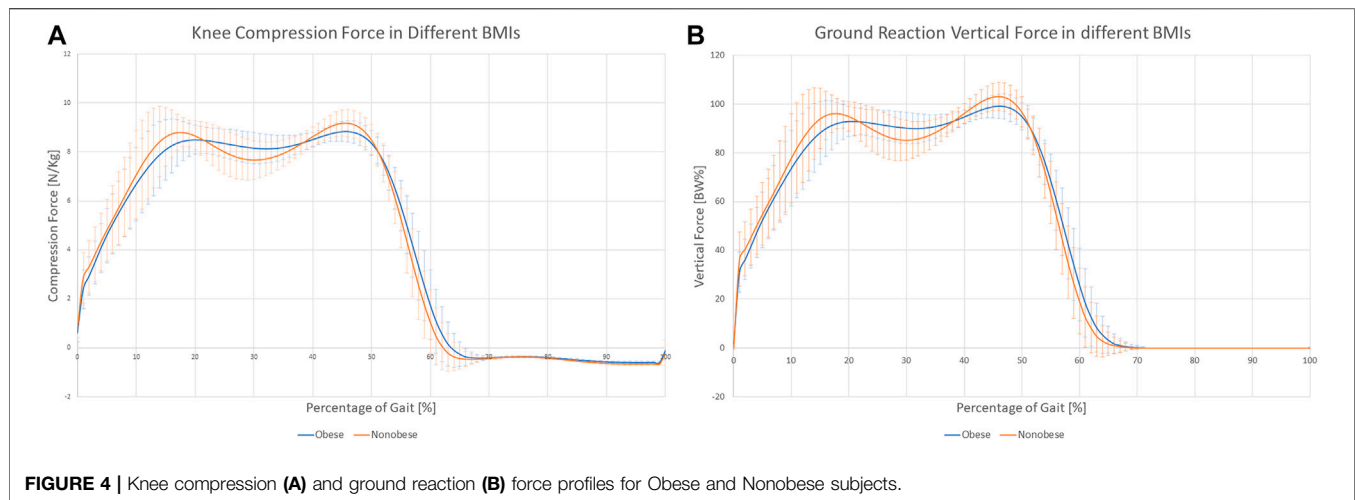 A
Knee Compression Force in Different BMIs
12
10
8
6
4
2
0
-2
Compression Force [N/Kg]
0 10 20 30 40 50 60 70 80 90 100
Percentage of Gait [%]
Obese Nonobese
B
Ground Reaction Vertical Force in different BMIs
120
100
80
60
40
20
0
-20
Vertical Force [BW%]
0 10 20 30 40 50 60 70 80 90 100
Percentage of Gait [%]
Obese Nonobese
FIGURE 4 | Knee compression (A) and ground reaction (B) force profiles for Obese and Nonobese subjects.